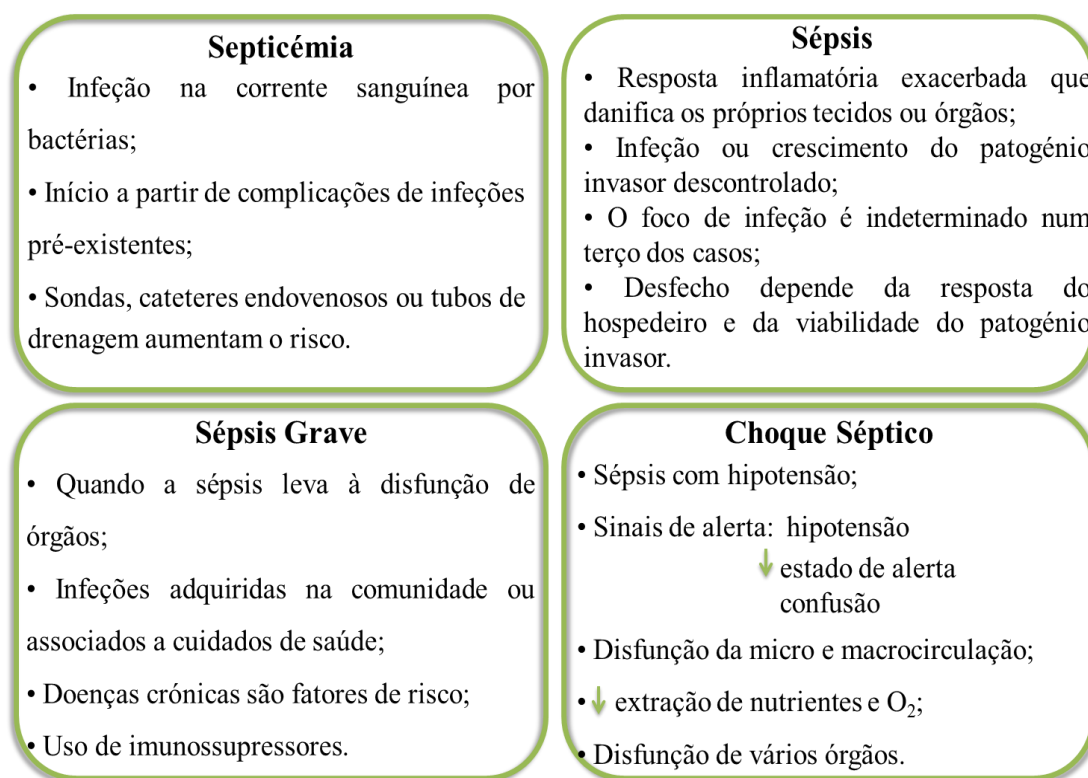 Septicémia
• Infeção na corrente sanguínea por
bactérias;
• Início a partir de complicações de infeções
pré-existentes;
• Sondas, cateteres endovenosos ou tubos de
drenagem aumentam o risco.
Sépsis
• Resposta inflamatória exacerbada que
danifica os próprios tecidos ou órgãos;
• Infeção ou crescimento do patogénio
invasor descontrolado;
• O foco de infeção é indeterminado num
terço dos casos;
• Desfecho depende da resposta do
hospedeiro e da viabilidade do patogénio
invasor.
Sépsis Grave
• Quando a sépsis leva à disfunção de
órgãos;
• Infeções adquiridas na comunidade ou
associados a cuidados de saúde;
• Doenças crónicas são fatores de risco;
• Uso de imunossupressores.
Choque Séptico
• Sépsis com hipotensão;
• Sinais de alerta: hipotensão
↓ estado de alerta
confusão
• Disfunção da micro e macrocirculação;
• ↓ extração de nutrientes e O₂;
• Disfunção de vários órgãos.